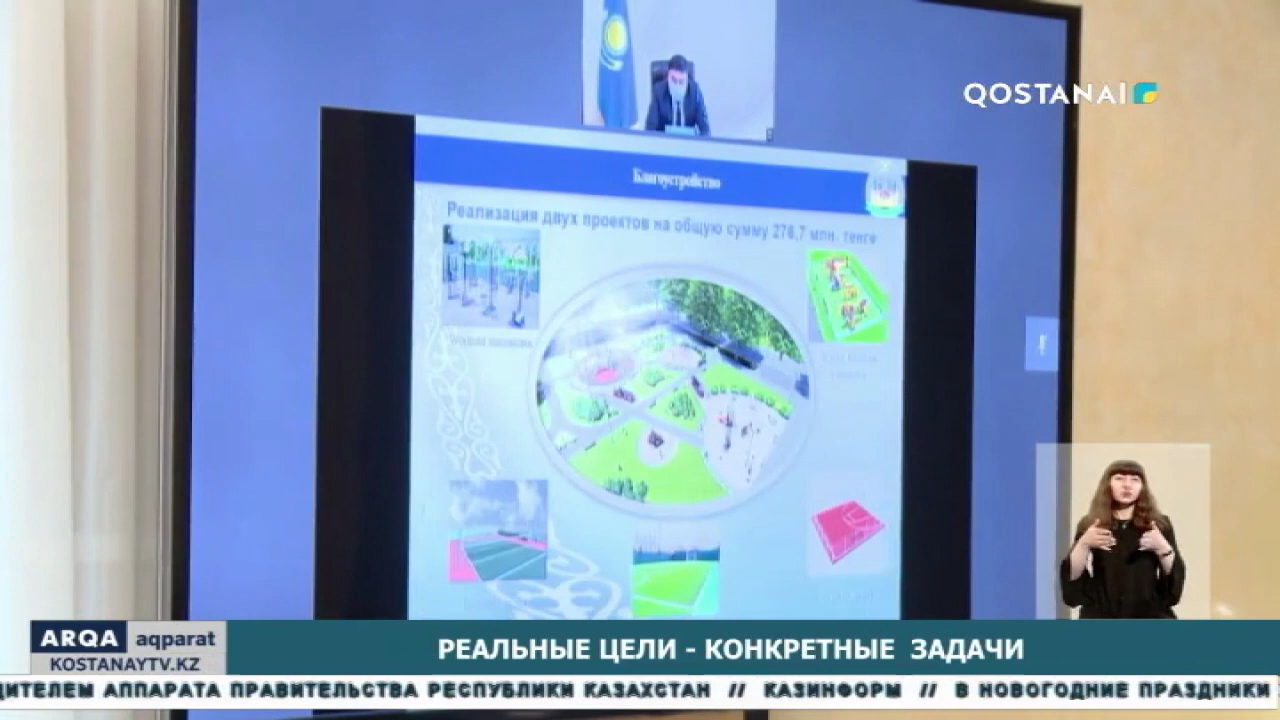 QOSTANAI
Благоустройство
Реализация двух проектов на общую сумму 276,7 млн. тенге
ARQA aqparat
KOSTANAYTV.KZ
РЕАЛЬНЫЕ ЦЕЛИ - КОНКРЕТНЫЕ ЗАДАЧИ
ДИТЕЛЕМ АППАРАТА ПРАВИТЕЛЬСТВА РЕСПУБЛИКИ КАЗАХСТАН // КАЗИНФОРМ // В НОВОГОДНИЕ ПРАЗДНИКИ